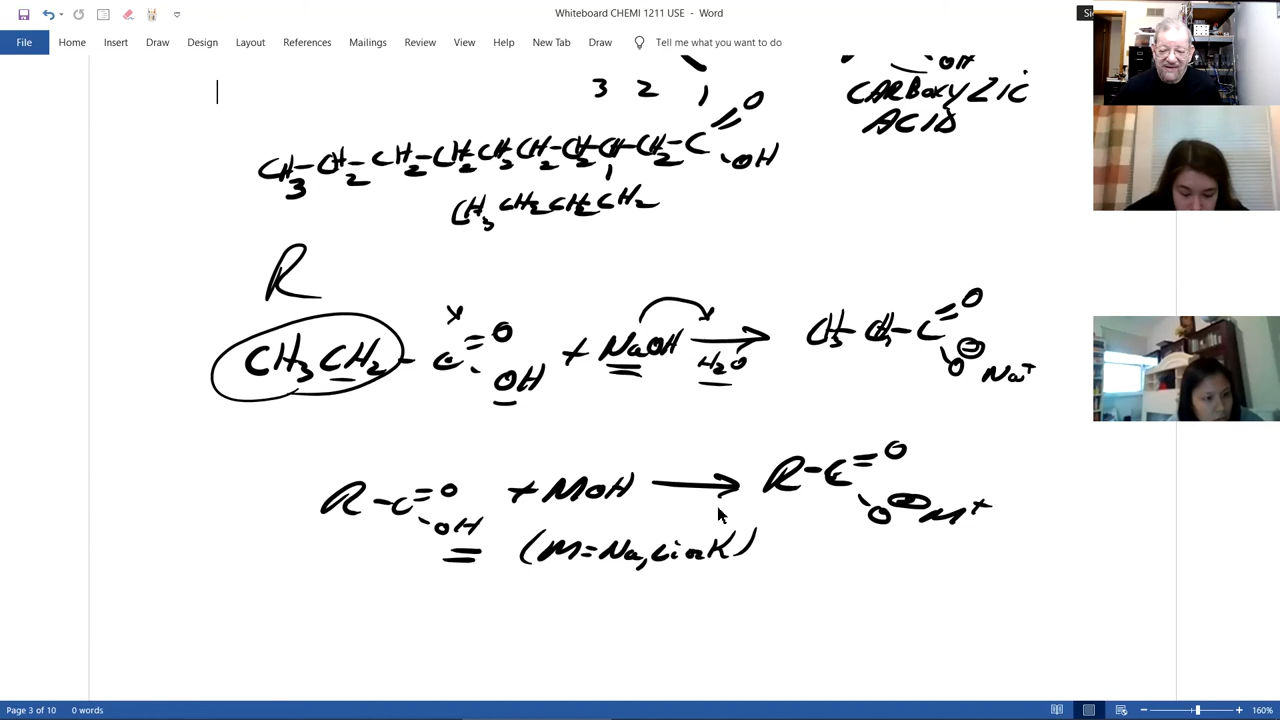 Whiteboard CHEMI 1211 USE - Word
File Home Insert Draw Design Layout References Mailings Review View Help New Tab Draw Tell me what you want to do
OH
3 2 1
CARBOXYLIC
ACID
O
CH3-CH2-CH2-CH2CH2CH2-CH2-CH-CH2-C
OH
CH3CH2CH2CH2
R
CH3CH2-C=O OH + NaOH → H2O CH3-CH2-C=O O⊖ Na+
R-C=O OH + MOH → R-C=O O⊖ M+
(M=Na, Li or K)
Page 3 of 10 0 words 160%